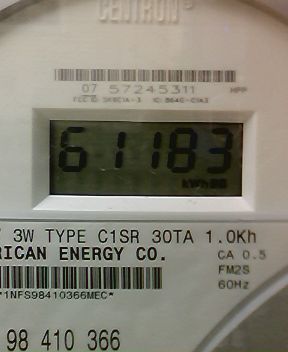 CENTRON®
07 57245311
HPP
61183
3W TYPE C1SR 30TA 1.0Kh
RICAN ENERGY CO.
CA 0.5
FM2S
60Hz
*1NFS98410366MEC*
98 410 366